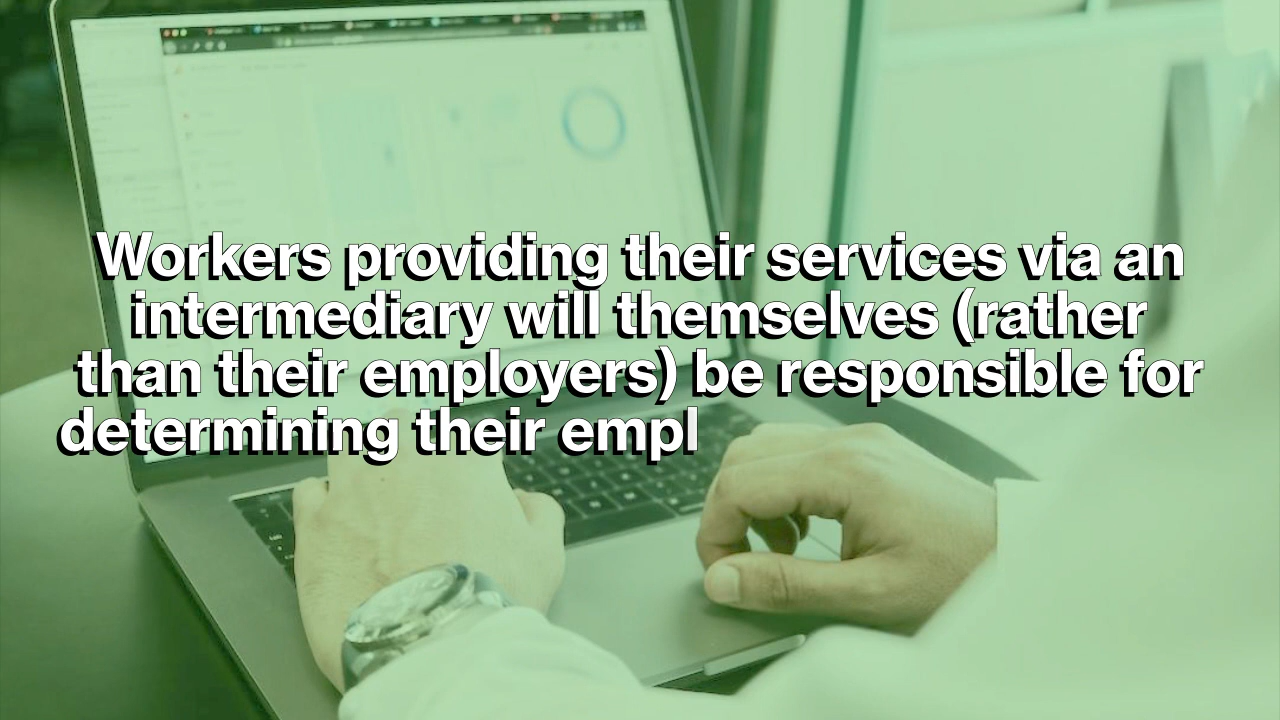 Workers providing their services via an
intermediary will themselves (rather
than their employers) be responsible for
determining their empl